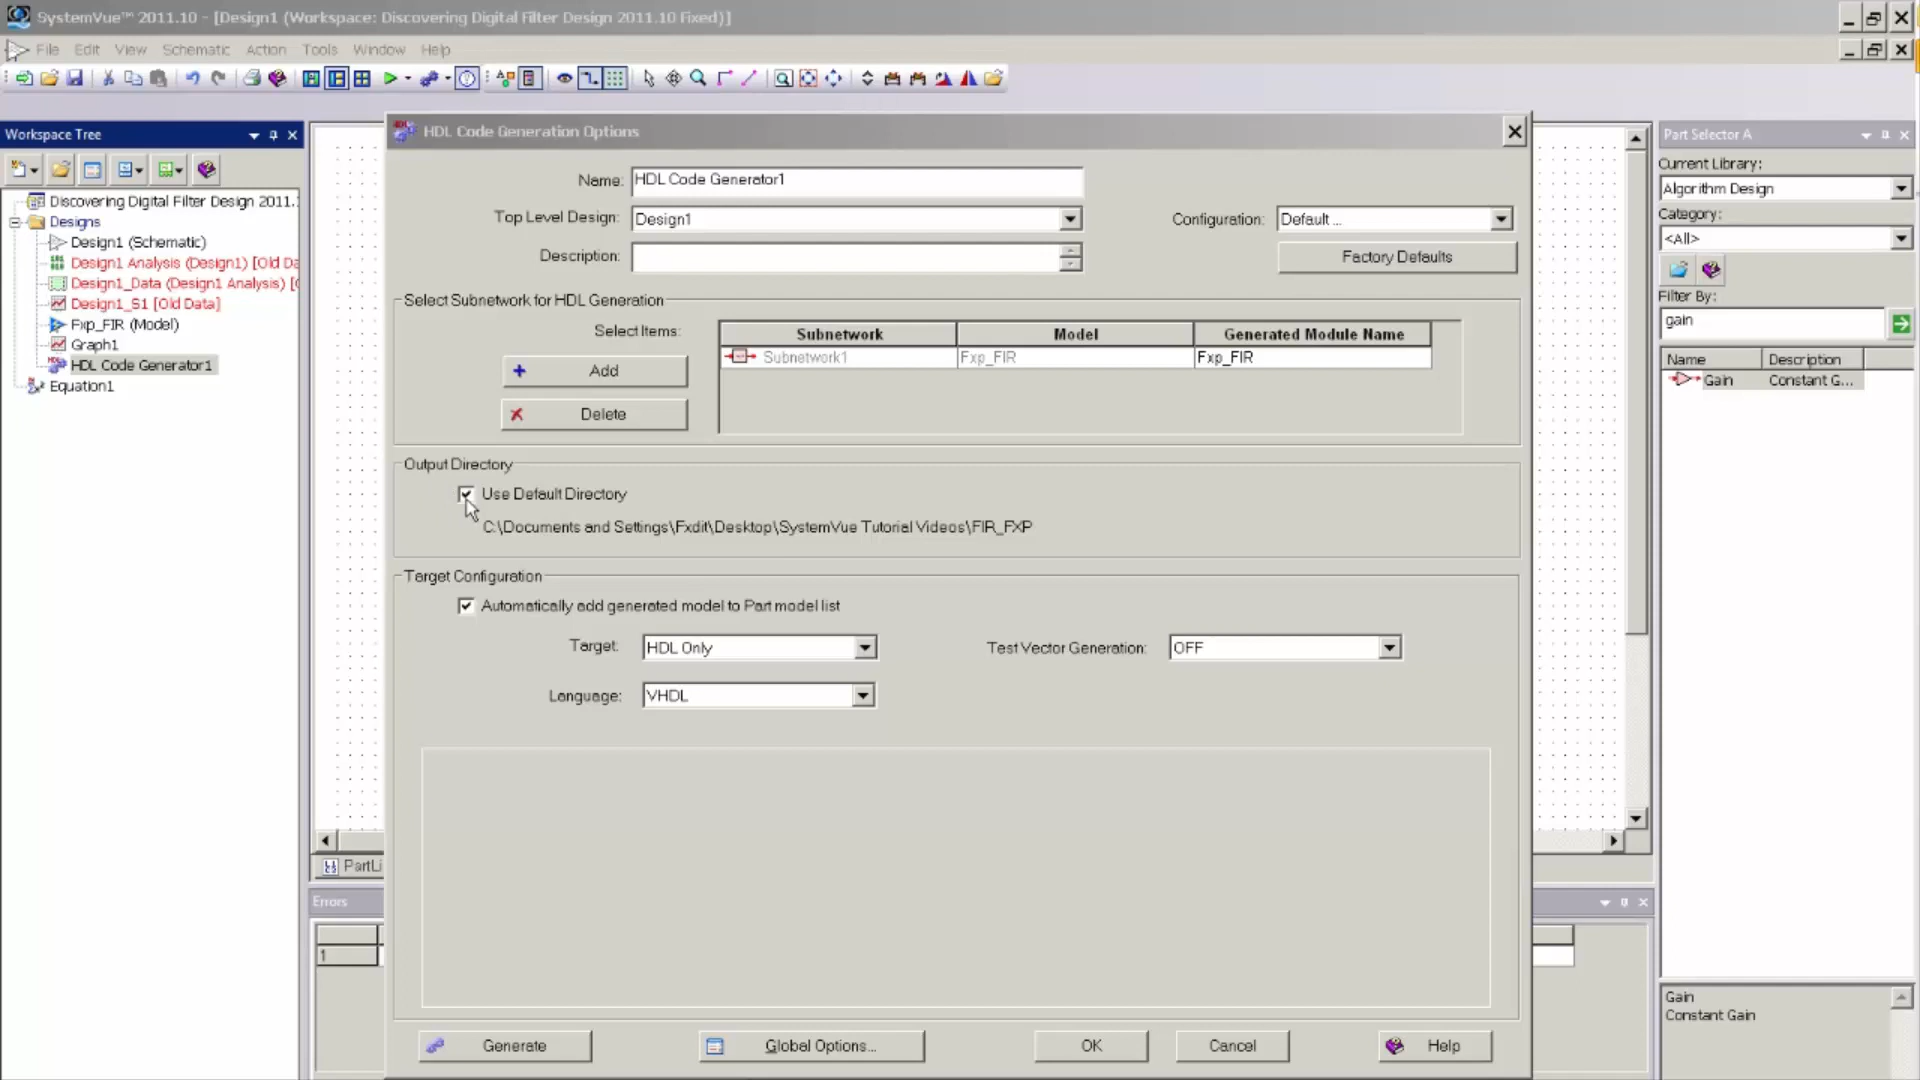 SystemVue™ 2011.10 - [Design1 (Workspace: Discovering Digital Filter Design 2011.10 Fixed)]
File Edit View Schematic Action Tools Window Help
Workspace Tree
Discovering Digital Filter Design 2011.
Designs
Design1 (Schematic)
Design1 Analysis (Design1) [Old Da
Design1_Data (Design1 Analysis) [
Design1_S1 [Old Data]
Fxp_FIR (Model)
Graph1
HDL Code Generator1
Equation1
HDL Code Generation Options
Name: HDL Code Generator1
Top Level Design: Design1
Configuration: Default ...
Description:
Factory Defaults
Select Subnetwork for HDL Generation
Select Items:
Add
Delete
Subnetwork Model Generated Module Name
Subnetwork1 Fxp_FIR Fxp_FIR
Output Directory
Use Default Directory
C:\Documents and Settings\Fxdit\Desktop\SystemVue Tutorial Videos\FIR_FXP
Target Configuration
Automatically add generated model to Part model list
Target: HDL Only
Test Vector Generation: OFF
Language: VHDL
Generate
Global Options...
OK
Cancel
Help
PartLi
Errors
1
Part Selector A
Current Library:
Algorithm Design
Category:
<All>
Filter By:
gain
Name Description
Gain Constant G...
Gain
Constant Gain